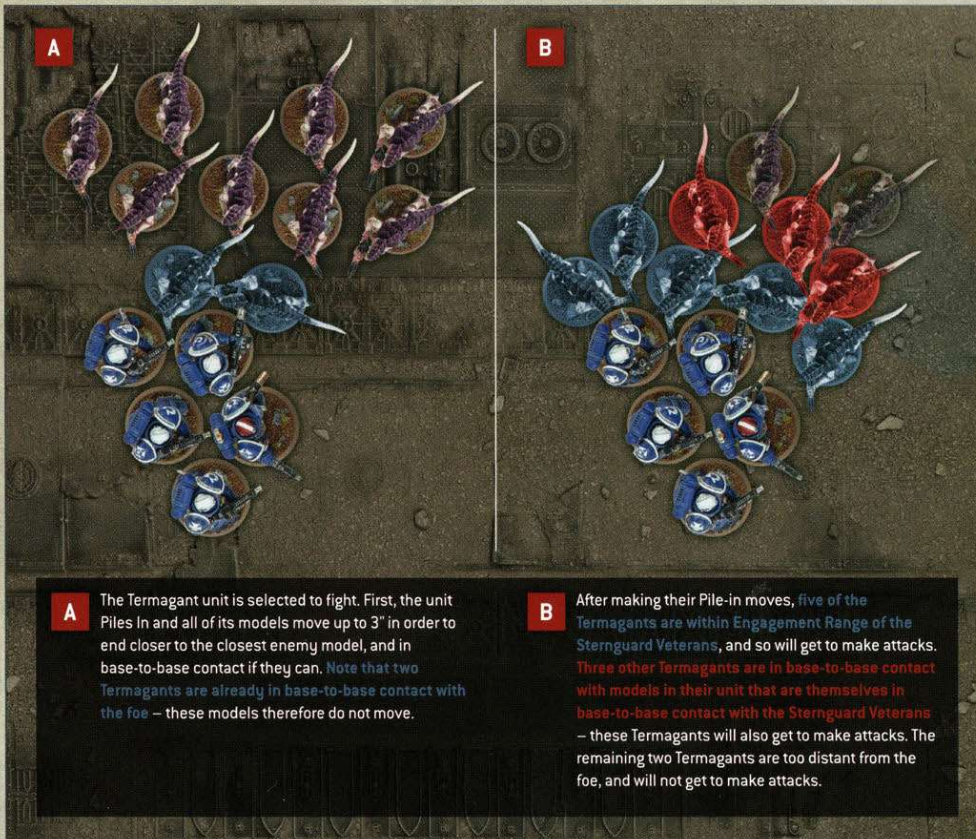 A
B
A
The Termagant unit is selected to fight. First, the unit
Piles In and all of its models move up to 3" in order to
end closer to the closest enemy model, and in
base-to-base contact if they can. Note that two
Termagants are already in base-to-base contact with
the foe – these models therefore do not move.
B
After making their Pile-in moves, five of the
Termagants are within Engagement Range of the
Sternguard Veterans, and so will get to make attacks.
Three other Termagants are in base-to-base contact
with models in their unit that are themselves in
base-to-base contact with the Sternguard Veterans
– these Termagants will also get to make attacks. The
remaining two Termagants are too distant from the
foe, and will not get to make attacks.